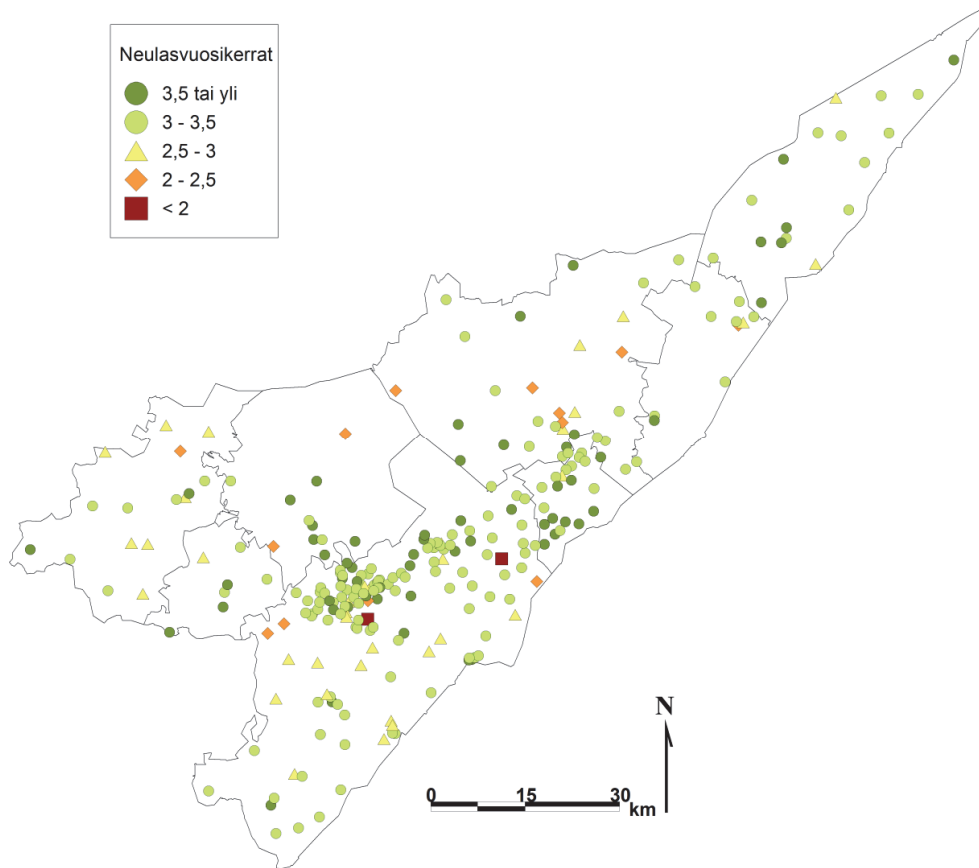 Neulasvuosikerrat
3,5 tai yli
3 - 3,5
2,5 - 3
2 - 2,5
< 2
N
0 15 30
km